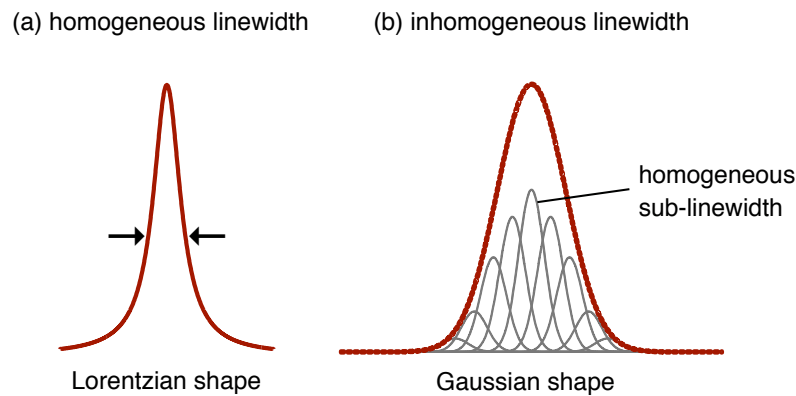 (a) homogeneous linewidth
(b) inhomogeneous linewidth
homogeneous
sub-linewidth
Lorentzian shape
Gaussian shape